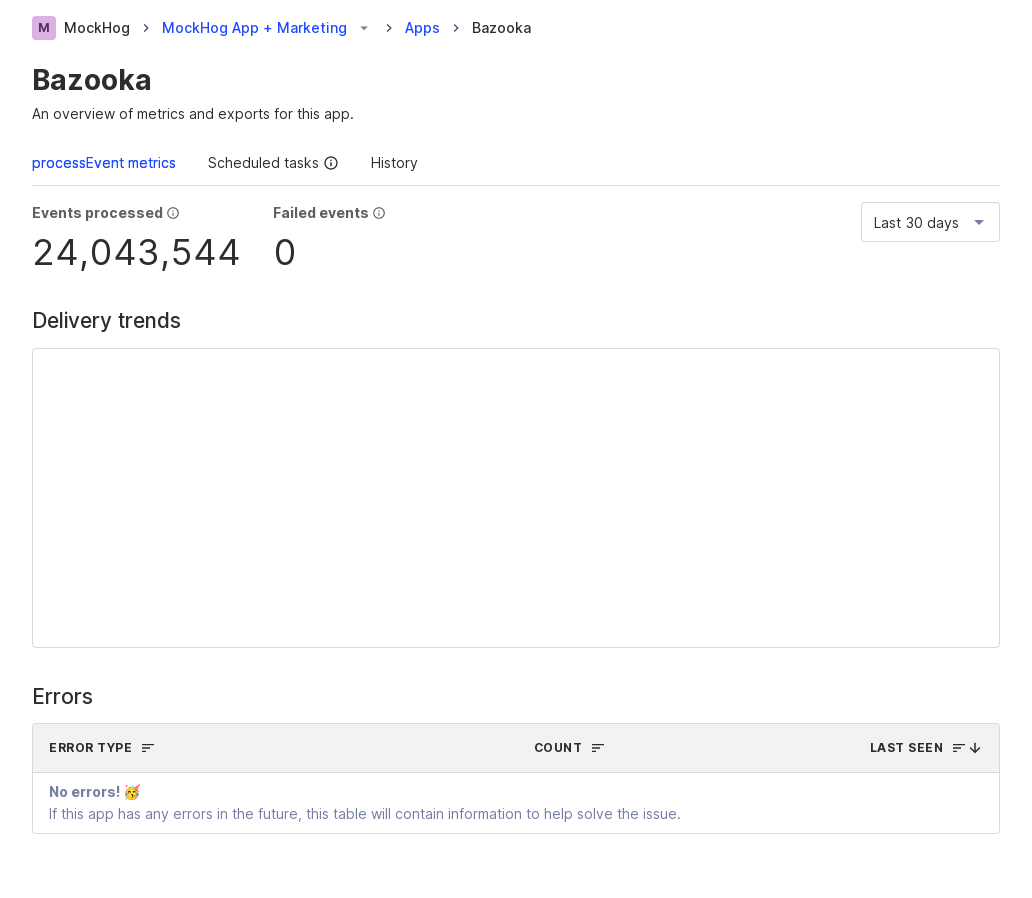 M MockHog MockHog App + Marketing Apps Bazooka
Bazooka
An overview of metrics and exports for this app.
processEvent metrics Scheduled tasks History
Events processed Failed events
24,043,544 0
Last 30 days
Delivery trends
Errors
ERROR TYPE COUNT LAST SEEN
No errors! 🥳
If this app has any errors in the future, this table will contain information to help solve the issue.